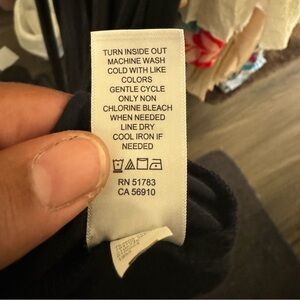 TURN INSIDE OUT
MACHINE WASH
COLD WITH LIKE
COLORS
GENTLE CYCLE
ONLY NON
CHLORINE BLEACH
WHEN NEEDED
LINE DRY
COOL IRON IF
NEEDED
RN 51783
CA 56910